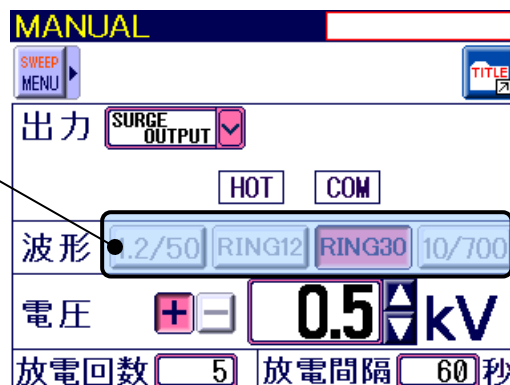 MANUAL
SWEEP
MENU
TITLE
出力 SURGE OUTPUT
HOT COM
波形 1.2/50 RING12 RING30 10/700
電圧 + − 0.5 kV
放電回数 5 放電間隔 60 秒